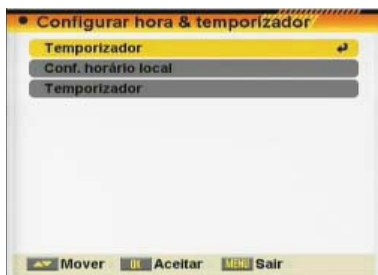 Configurar hora & temporizador
Temporizador
Conf. horário local
Temporizador
Mover OK Aceitar MENU Sair